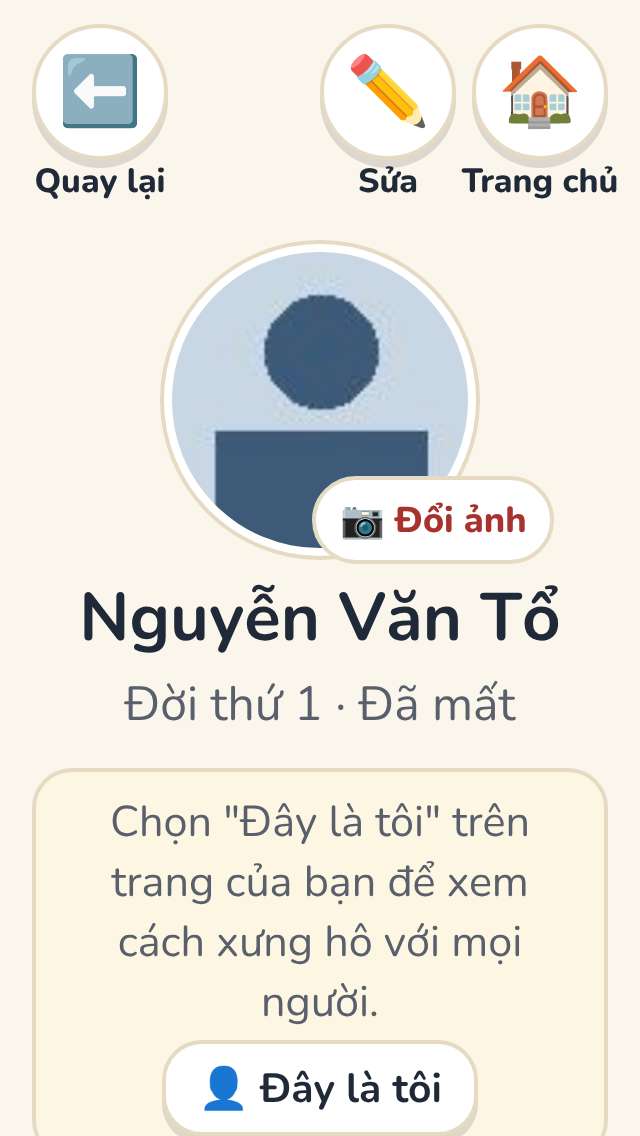 Quay lại
Sửa
Trang chủ
Đổi ảnh
Nguyễn Văn Tổ
Đời thứ 1 · Đã mất
Chọn "Đây là tôi" trên
trang của bạn để xem
cách xưng hô với mọi
người.
Đây là tôi